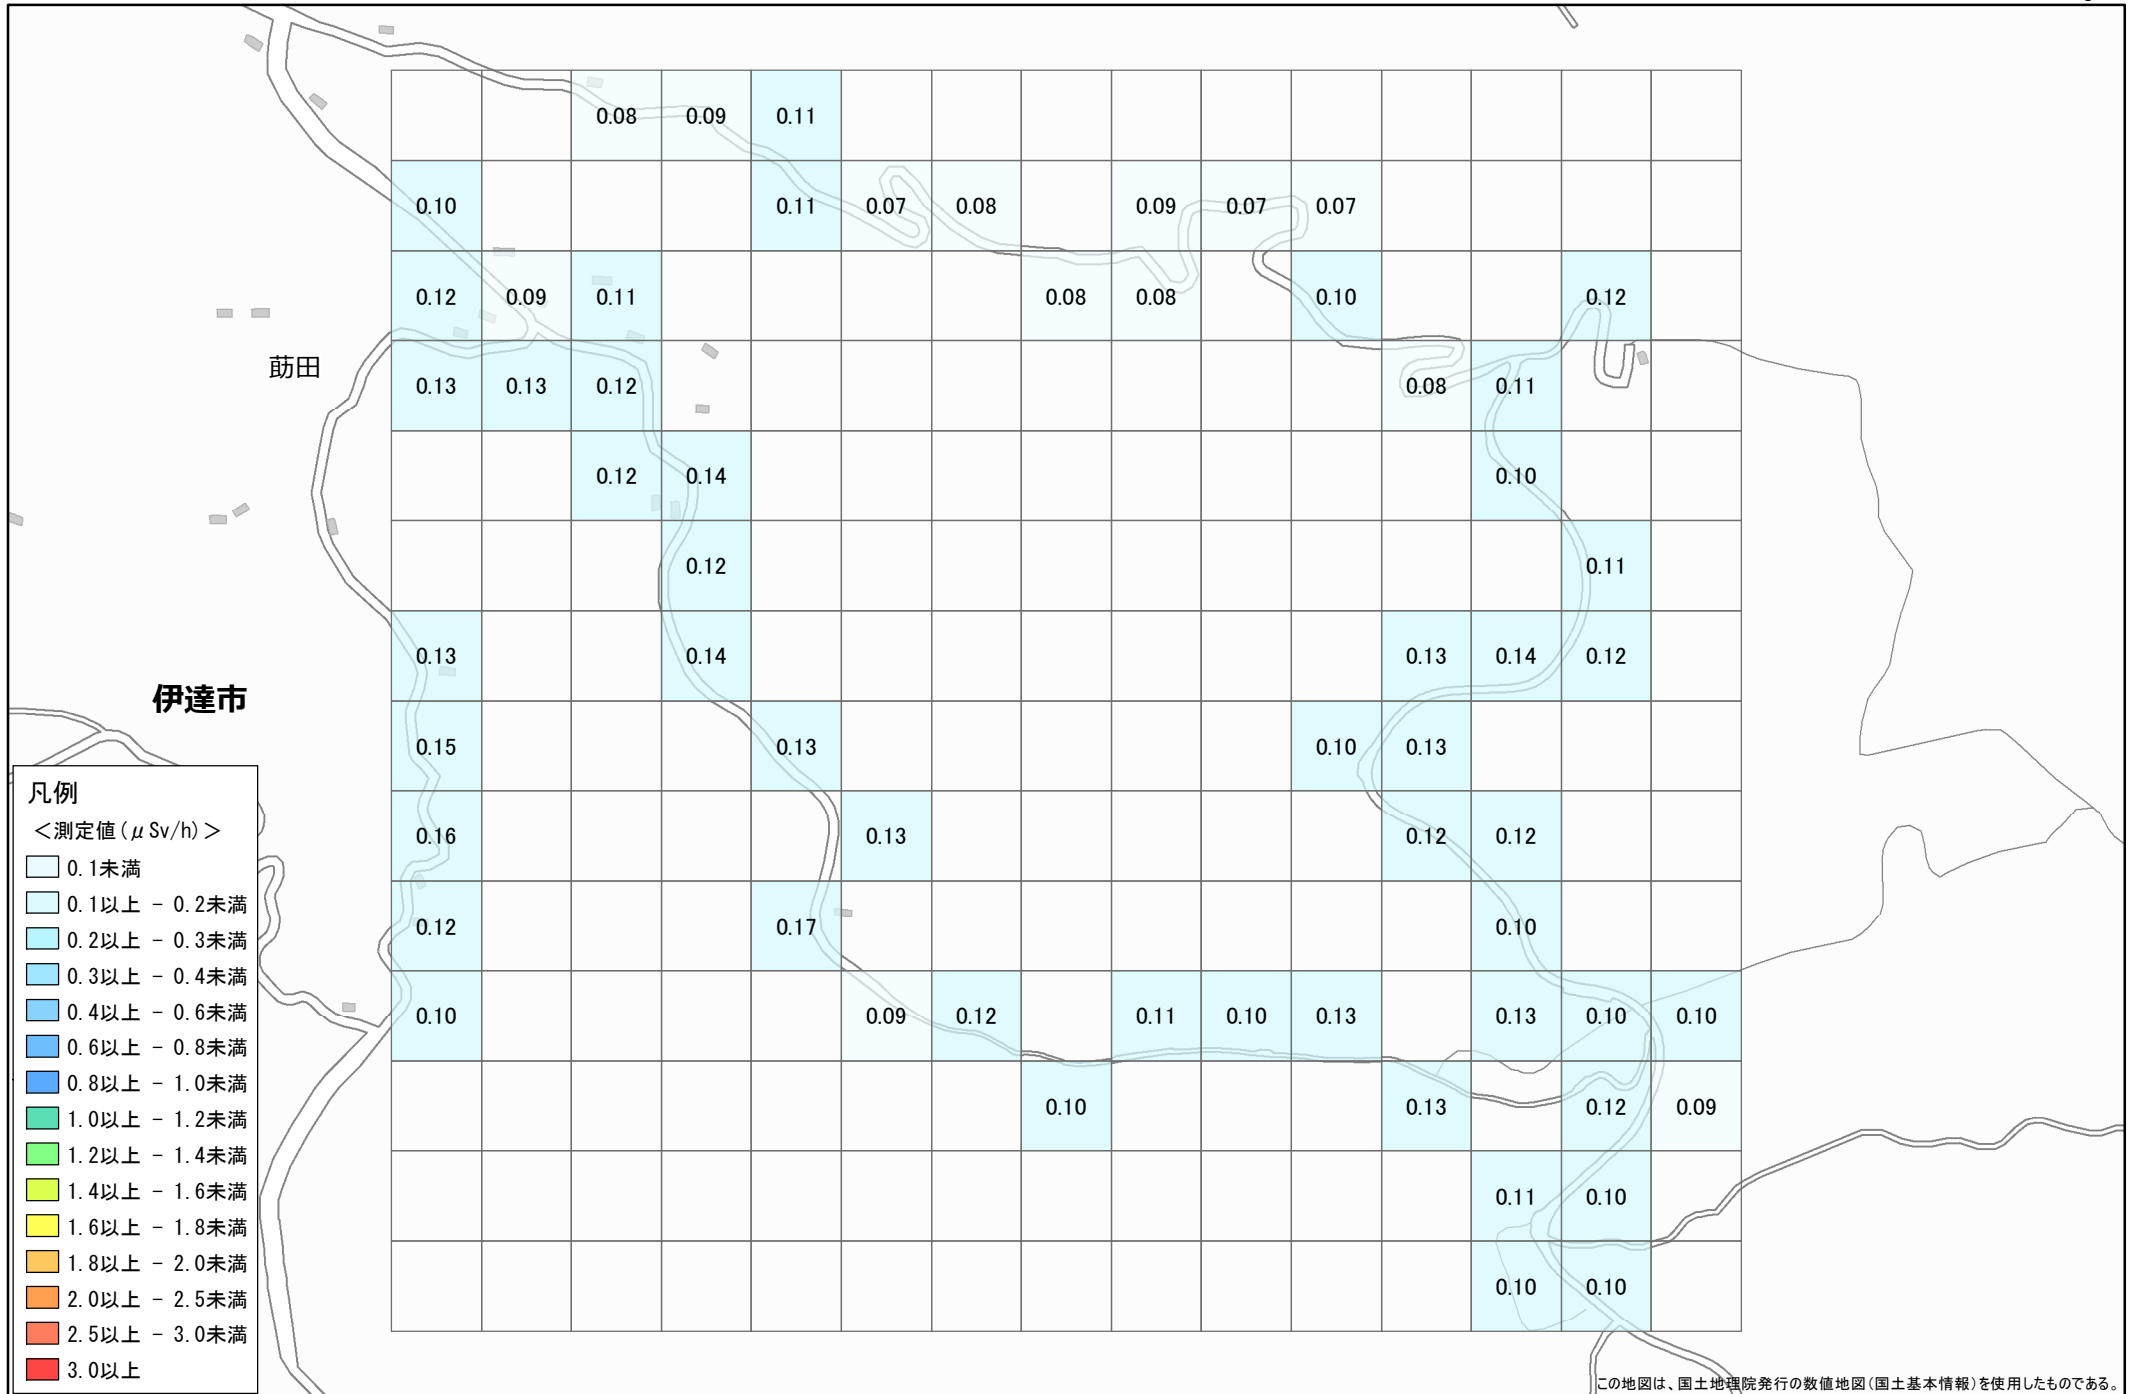 0.08 0.09 0.11
0.10 0.11 0.07 0.08 0.09 0.07 0.07
0.12 0.09 0.11 0.08 0.08 0.10 0.12
莇田
0.13 0.13 0.12 0.08 0.11
0.12 0.14 0.10
0.12 0.11
0.13 0.14 0.13 0.14 0.12
伊達市
0.15 0.13 0.10 0.13
0.16 0.13 0.12 0.12
0.12 0.17 0.10
0.10 0.09 0.12 0.11 0.10 0.13 0.13 0.10 0.10
0.10 0.13 0.12 0.09
0.11 0.10
0.10 0.10
凡例
＜測定値(μSv/h)＞
0.1未満
0.1以上 - 0.2未満
0.2以上 - 0.3未満
0.3以上 - 0.4未満
0.4以上 - 0.6未満
0.6以上 - 0.8未満
0.8以上 - 1.0未満
1.0以上 - 1.2未満
1.2以上 - 1.4未満
1.4以上 - 1.6未満
1.6以上 - 1.8未満
1.8以上 - 2.0未満
2.0以上 - 2.5未満
2.5以上 - 3.0未満
3.0以上
この地図は、国土地理院発行の数値地図(国土基本情報)を使用したものである。